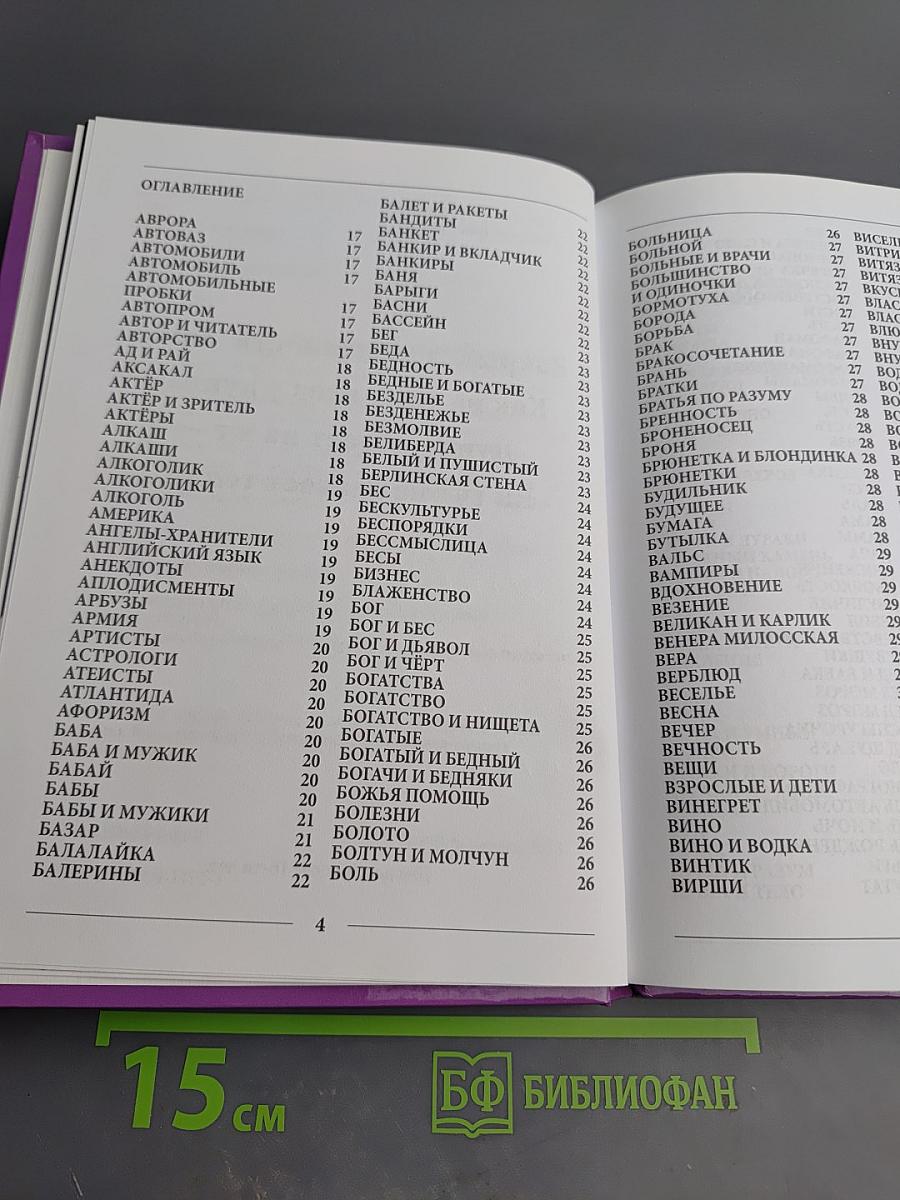 ОГЛАВЛЕНИЕ
АВРОРА 17
АВТОВАЗ 17
АВТОМОБИЛИ 17
АВТОМОБИЛЬ 17
АВТОМОБИЛЬНЫЕ
ПРОБКИ 17
АВТОПРОМ 17
АВТОР И ЧИТАТЕЛЬ 17
АВТОРСТВО 17
АД И РАЙ 18
АКСАКАЛ 18
АКТЁР 18
АКТЁР И ЗРИТЕЛЬ 18
АКТЁРЫ 18
АЛКАШ 18
АЛКАШИ 18
АЛКОГОЛИК 18
АЛКОГОЛИКИ 19
АЛКОГОЛЬ 19
АМЕРИКА 19
АНГЕЛЫ-ХРАНИТЕЛИ 19
АНГЛИЙСКИЙ ЯЗЫК 19
АНЕКДОТЫ 19
АПЛОДИСМЕНТЫ 19
АРБУЗЫ 19
АРМИЯ 19
АРТИСТЫ 20
АСТРОЛОГИ 20
АТЕИСТЫ 20
АТЛАНТИДА 20
АФОРИЗМ 20
БАБА 20
БАБА И МУЖИК 20
БАБАЙ 20
БАБЫ 20
БАБЫ И МУЖИКИ 21
БАЗАР 21
БАЛАЛАЙКА 22
БАЛЕРИНЫ 22
БАЛЕТ И РАКЕТЫ 22
БАНДИТЫ 22
БАНКЕТ 22
БАНКИР И ВКЛАДЧИК 22
БАНКИРЫ 22
БАНЯ 22
БАРЫГИ 22
БАСНИ 22
БАССЕЙН 23
БЕГ 23
БЕДА 23
БЕДНОСТЬ 23
БЕДНЫЕ И БОГАТЫЕ 23
БЕЗДЕЛЬЕ 23
БЕЗДЕНЕЖЬЕ 23
БЕЗМОЛВИЕ 23
БЕЛИБЕРДА 23
БЕЛЫЙ И ПУШИСТЫЙ 23
БЕРЛИНСКАЯ СТЕНА 23
БЕС 24
БЕСКУЛЬТУРЬЕ 24
БЕСПОРЯДКИ 24
БЕССМЫСЛИЦА 24
БЕСЫ 24
БИЗНЕС 24
БЛАЖЕНСТВО 24
БОГ 24
БОГ И БЕС 25
БОГ И ДЬЯВОЛ 25
БОГ И ЧЁРТ 25
БОГАТСТВА 25
БОГАТСТВО 25
БОГАТСТВО И НИЩЕТА 25
БОГАТЫЕ 26
БОГАТЫЙ И БЕДНЫЙ 26
БОГАЧИ И БЕДНЯКИ 26
БОЖЬЯ ПОМОЩЬ 26
БОЛЕЗНИ 26
БОЛОТО 26
БОЛТУН И МОЛЧУН 26
БОЛЬ 26
4
БОЛЬНИЦА 26
БОЛЬНОЙ 27
БОЛЬНЫЕ И ВРАЧИ 27
БОЛЬШИНСТВО
И ОДИНОЧКИ 27
БОРМОТУХА 27
БОРОДА 27
БОРЬБА 27
БРАК 27
БРАКОСОЧЕТАНИЕ 27
БРАНЬ 27
БРАТКИ 27
БРАТЬЯ ПО РАЗУМУ 28
БРЕННОСТЬ 28
БРОНЕНОСЕЦ 28
БРОНЯ 28
БРЮНЕТКА И БЛОНДИНКА 28
БРЮНЕТКИ 28
БУДИЛЬНИК 28
БУДУЩЕЕ 28
БУМАГА 28
БУТЫЛКА 28
ВАЛЬС 29
ВАМПИРЫ 29
ВДОХНОВЕНИЕ 29
ВЕЗЕНИЕ 29
ВЕЛИКАН И КАРЛИК 29
ВЕНЕРА МИЛОССКАЯ
ВЕРА
ВЕРБЛЮД
ВЕСЕЛЬЕ
ВЕСНА
ВЕЧЕР
ВЕЧНОСТЬ
ВЕЩИ
ВЗРОСЛЫЕ И ДЕТИ
ВИНЕГРЕТ
ВИНО
ВИНО И ВОДКА
ВИНТИК
ВИРШИ
15 см
БФ БИБЛИОФАН